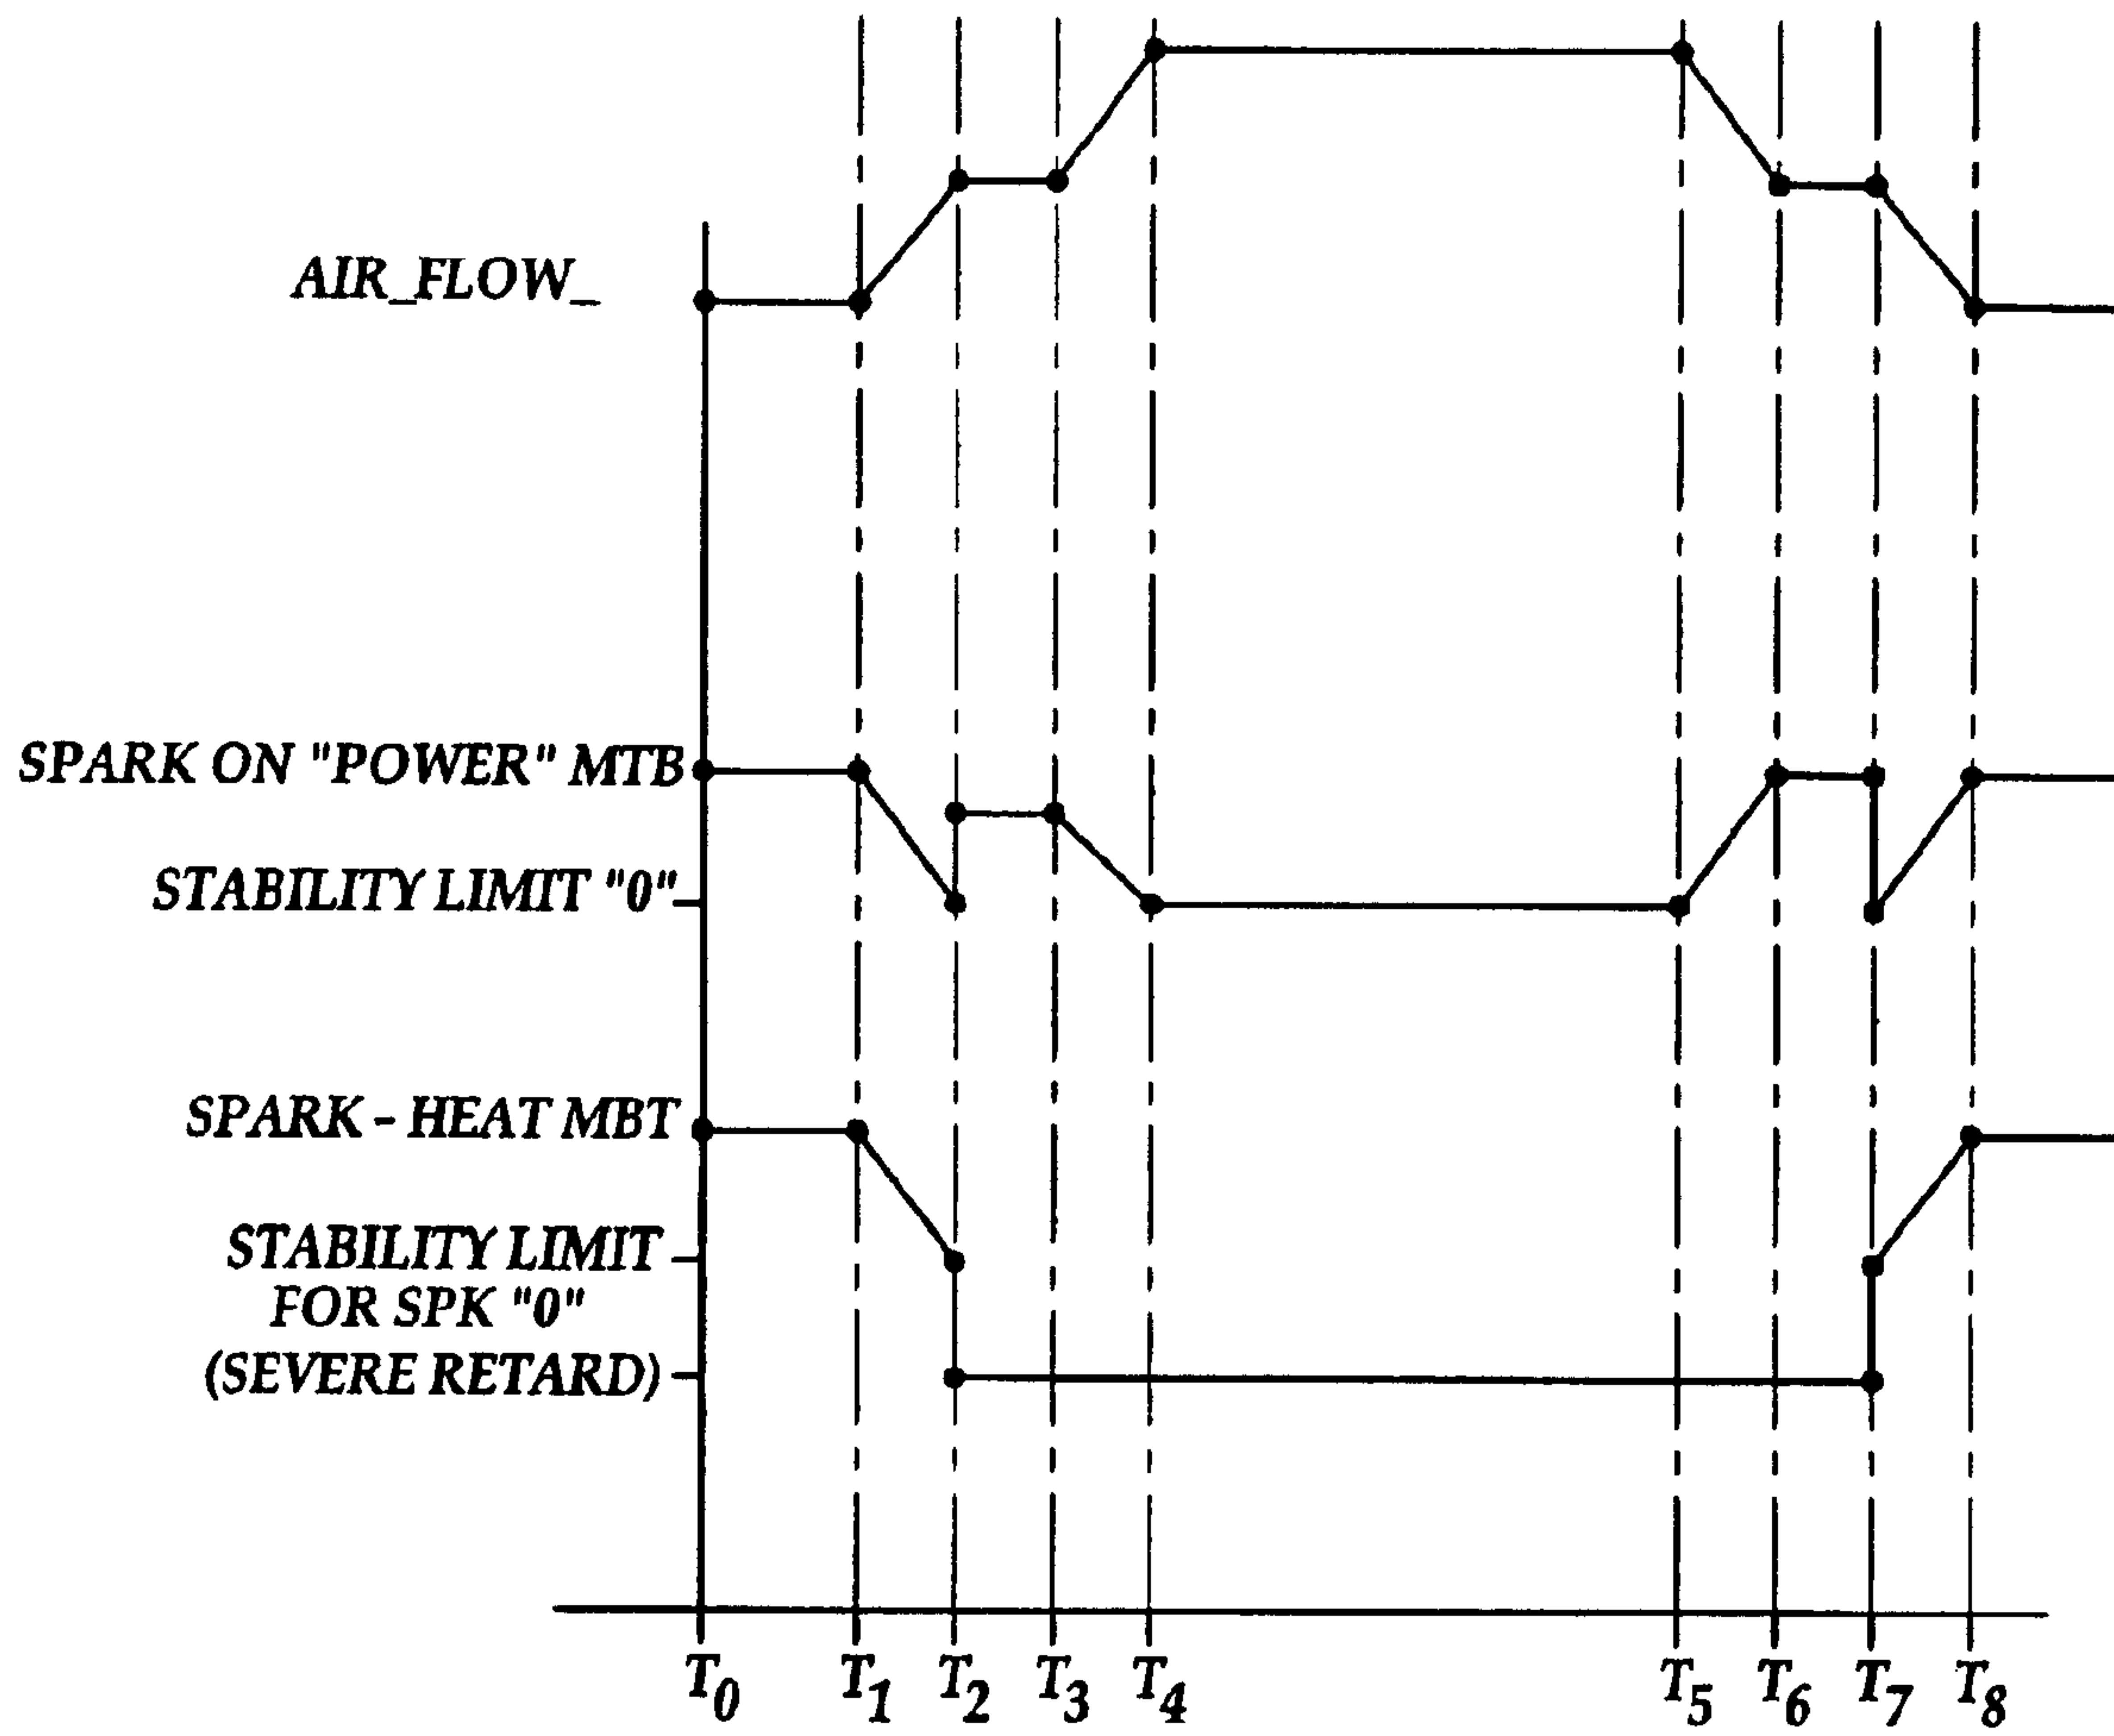 AIR_FLOW_
SPARK ON "POWER" MTB
STABILITY LIMIT "0"
SPARK - HEAT MBT
STABILITY LIMIT
FOR SPK "0"
(SEVERE RETARD)
T0 T1 T2 T3 T4 T5 T6 T7 T8